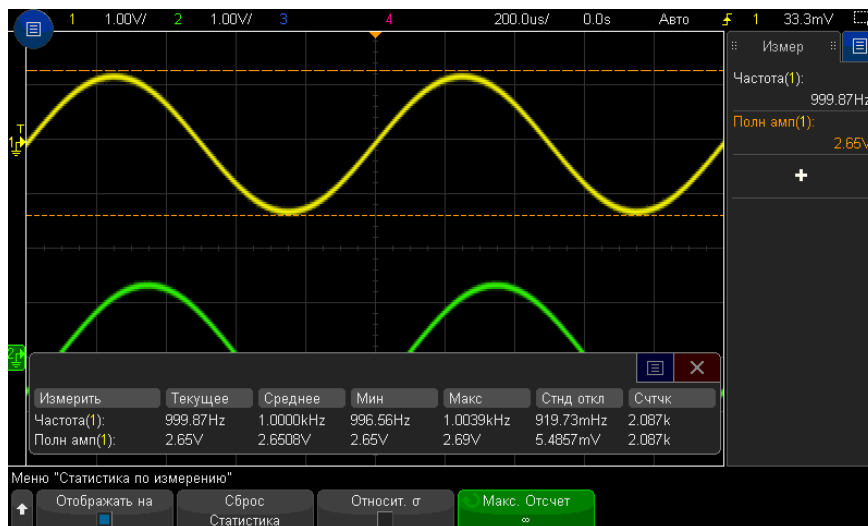 1 1.00V/ 2 1.00V/ 3 4 200.0us/ 0.0s Авто 1 33.3mV
Измер
Частота(1):
999.87Hz
Полн амп(1):
2.65V
T
1
2
Измерить Текущее Среднее Мин Макс Стнд откл Счтчк
Частота(1): 999.87Hz 1.0000kHz 996.56Hz 1.0039kHz 919.73mHz 2.087k
Полн амп(1): 2.65V 2.6508V 2.65V 2.69V 5.4857mV 2.087k
Меню "Статистика по измерению"
Отображать на Сброс Относит. σ Макс. Отсчет
Статистика ∞